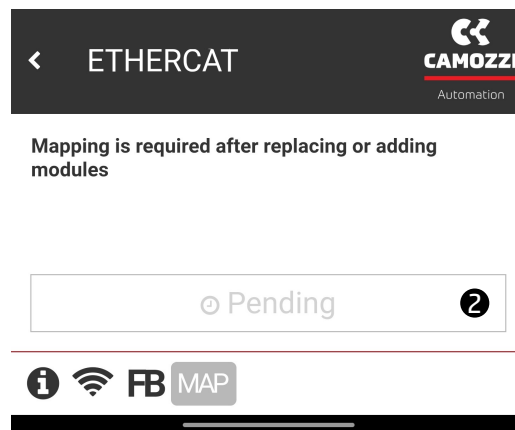 ETHERCAT
CAMOZZI
Automation
Mapping is required after replacing or adding
modules
Pending
2
FB MAP